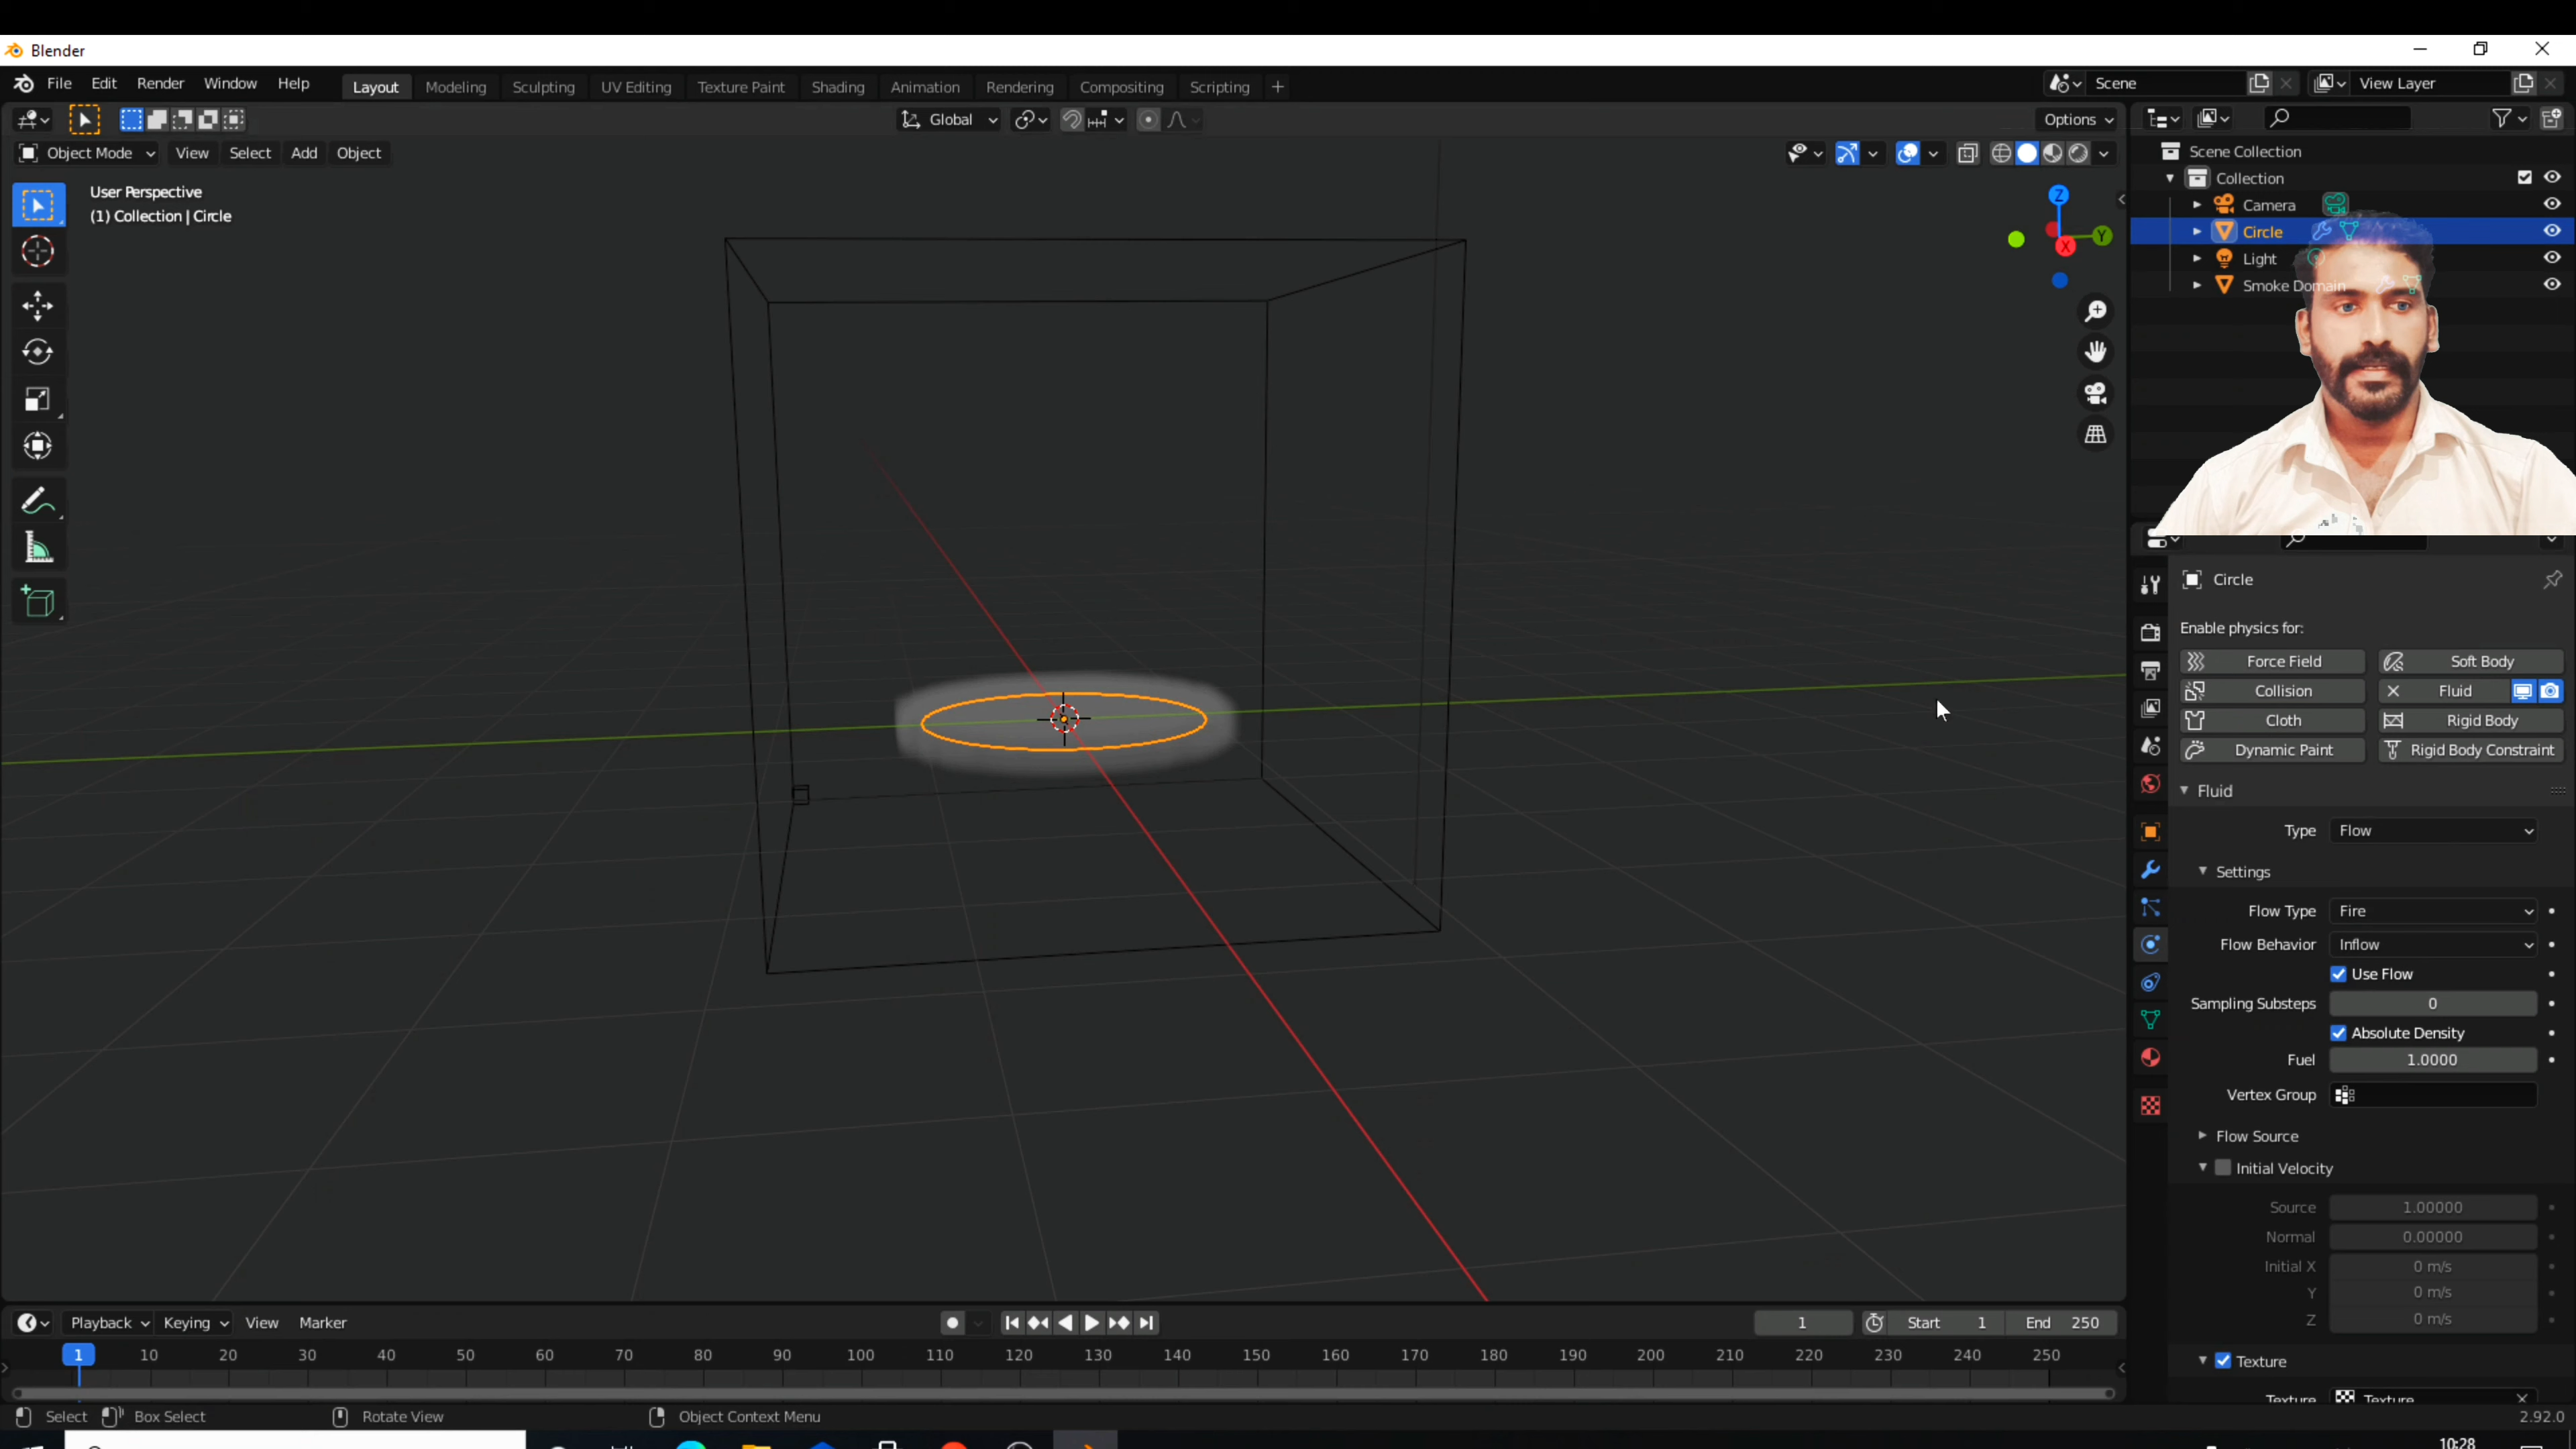 Blender
File Edit Render Window Help Layout Modeling Sculpting UV Editing Texture Paint Shading Animation Rendering Compositing Scripting + Scene View Layer
Global Options
Object Mode View Select Add Object
User Perspective
(1) Collection | Circle
Z
Y
X
Scene Collection
Collection
Camera
Circle
Light
Smoke Domain
Circle
Enable physics for:
Force Field Soft Body
Collision Fluid
Cloth Rigid Body
Dynamic Paint Rigid Body Constraint
Fluid
Type Flow
Settings
Flow Type Fire
Flow Behavior Inflow
Use Flow
Sampling Substeps 0
Absolute Density
Fuel 1.0000
Vertex Group
Flow Source
Initial Velocity
Source 1.00000
Normal 0.00000
Initial X 0 m/s
Y 0 m/s
Z 0 m/s
Texture
Texture Texture
Playback Keying View Marker 1 Start 1 End 250
1 10 20 30 40 50 60 70 80 90 100 110 120 130 140 150 160 170 180 190 200 210 220 230 240 250
Select Box Select Rotate View Object Context Menu 2.92.0
10:28